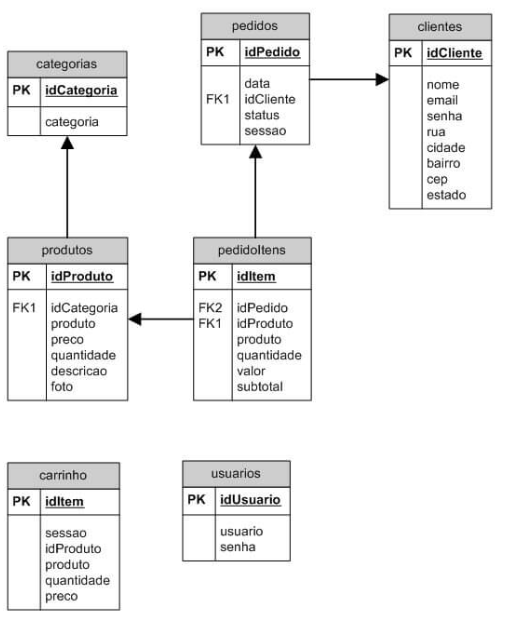 categorias
PK idCategoria
categoria
pedidos
PK idPedido
data
FK1 idCliente
status
sessao
clientes
PK idCliente
nome
email
senha
rua
cidade
bairro
cep
estado
produtos
PK idProduto
FK1 idCategoria
produto
preco
quantidade
descricao
foto
pedidoItens
PK idItem
FK2 idPedido
FK1 idProduto
produto
quantidade
valor
subtotal
carrinho
PK idItem
sessao
idProduto
produto
quantidade
preco
usuarios
PK idUsuario
usuario
senha